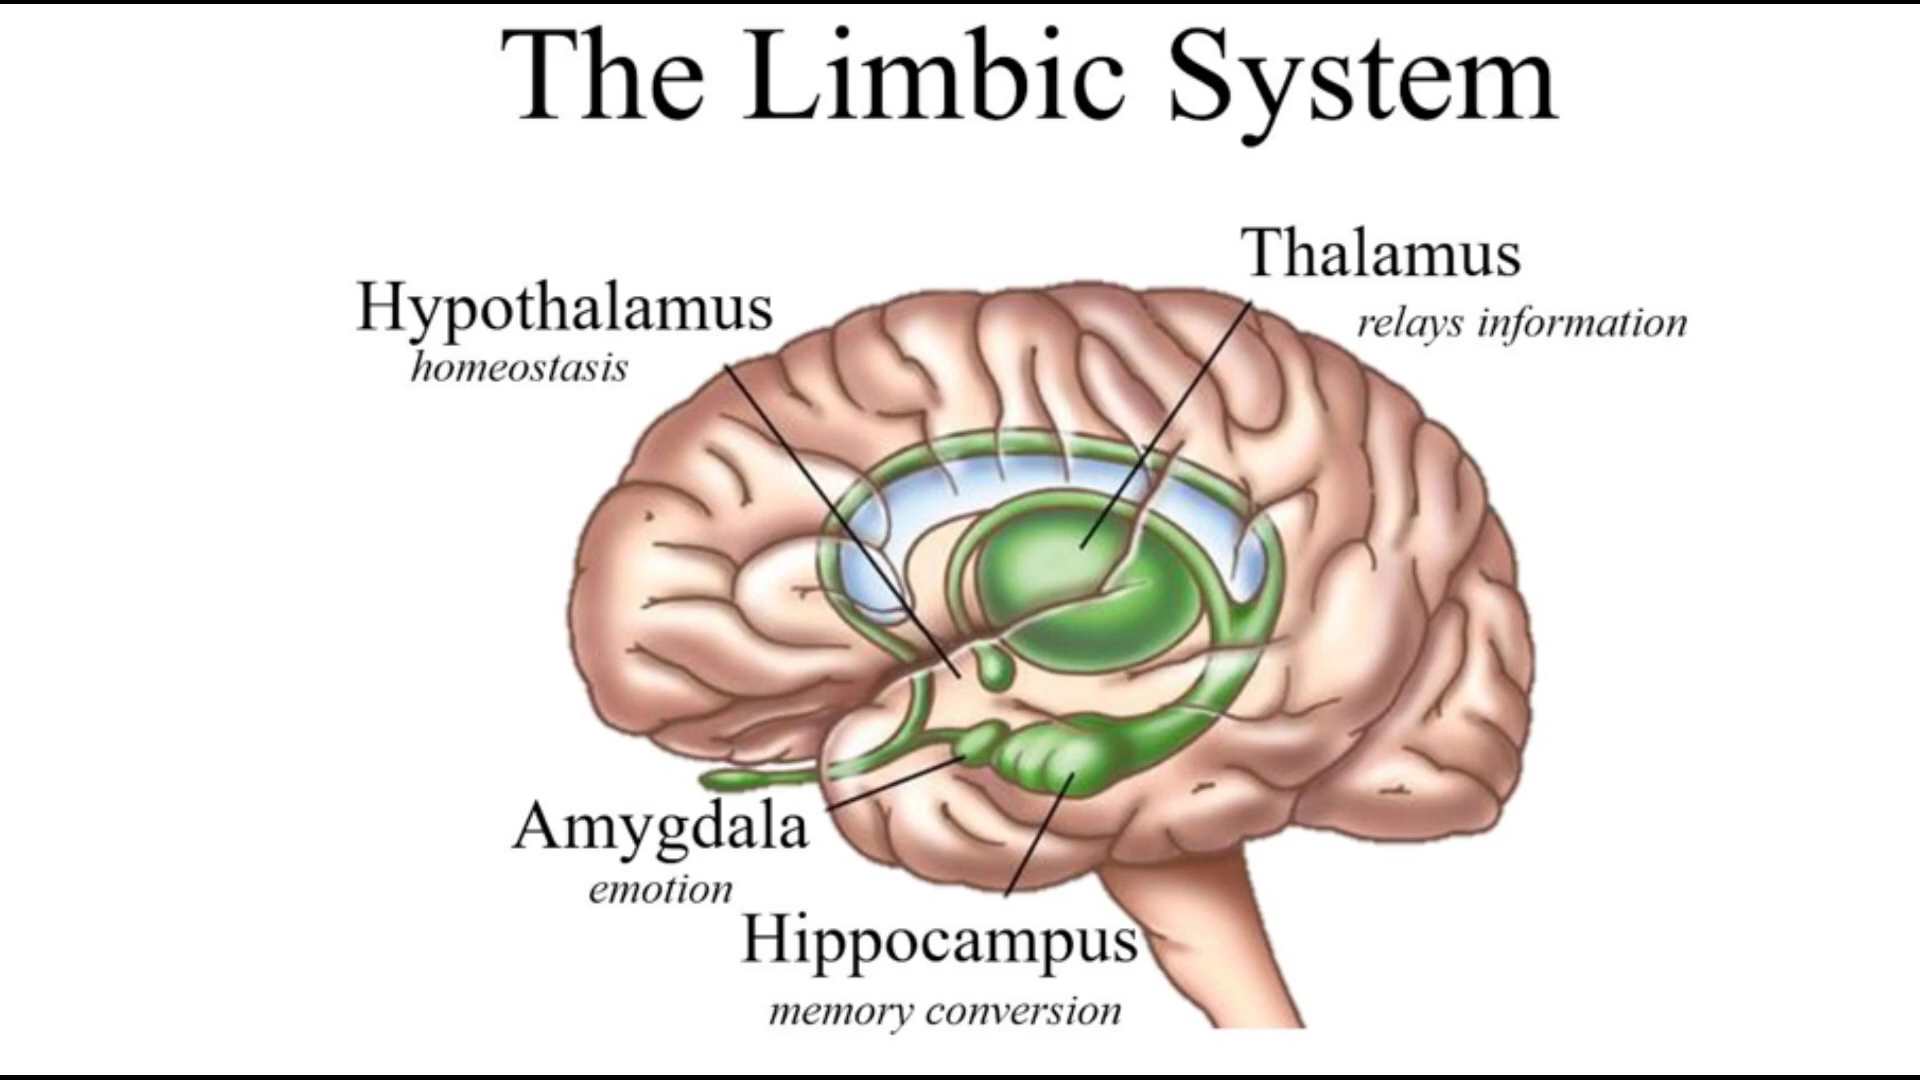 The Limbic System
Thalamus
relays information
Hypothalamus
homeostasis
Amygdala
emotion
Hippocampus
memory conversion